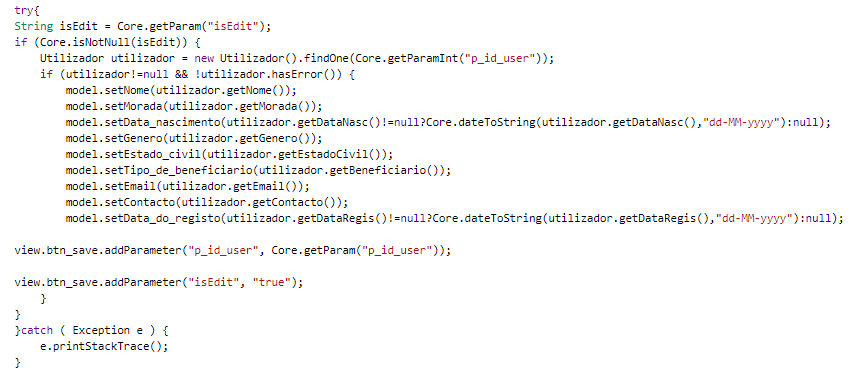 try{
String isEdit = Core.getParam("isEdit");
if (Core.isNotNull(isEdit)) {
    Utilizador utilizador = new Utilizador().findOne(Core.getParamInt("p_id_user"));
    if (utilizador!=null && !utilizador.hasError()) {
        model.setNome(utilizador.getNome());
        model.setMorada(utilizador.getMorada());
        model.setData_nascimento(utilizador.getDataNasc()!=null?Core.dateToString(utilizador.getDataNasc(),"dd-MM-yyyy"):null);
        model.setGenero(utilizador.getGenero());
        model.setEstado_civil(utilizador.getEstadoCivil());
        model.setTipo_de_beneficiario(utilizador.getBeneficiario());
        model.setEmail(utilizador.getEmail());
        model.setContacto(utilizador.getContacto());
        model.setData_do_registo(utilizador.getDataRegis()!=null?Core.dateToString(utilizador.getDataRegis(),"dd-MM-yyyy"):null);
view.btn_save.addParameter("p_id_user", Core.getParam("p_id_user"));
view.btn_save.addParameter("isEdit", "true");
    }
}
}catch ( Exception e ) {
    e.printStackTrace();
}